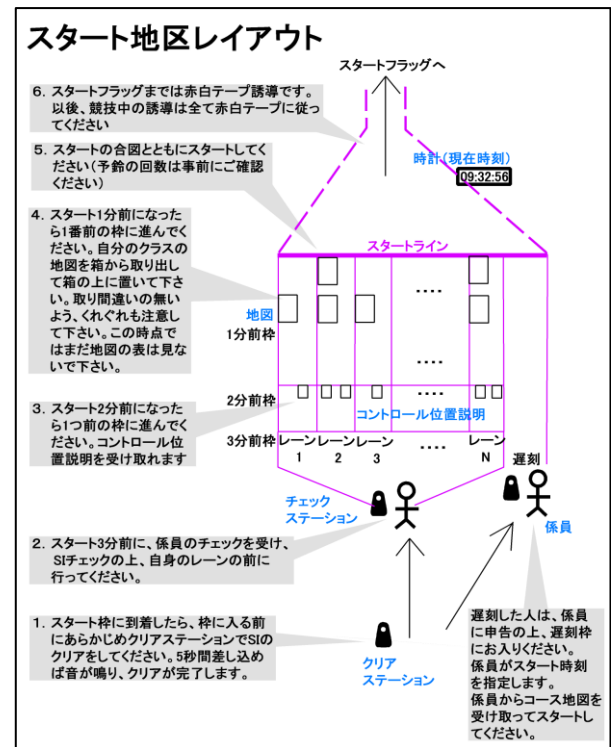 スタート地区レイアウト
スタートフラッグへ
6. スタートフラッグまでは赤白テープ誘導です。
以後、競技中の誘導は全て赤白テープに従っ
てください
5. スタートの合図とともにスタートしてく
ださい(予鈴の回数は事前にご確認
ください)
時計(現在時刻)
09:32:56
4. スタート1分前になった
ら1番前の枠に進んでく
ださい。自分のクラスの
地図を箱から取り出し
て箱の上に置いて下さ
い。取り間違いの無い
よう、くれぐれも注意し
て下さい。この時点で
はまだ地図の表は見な
いで下さい。
スタートライン
‥‥
地図
1分前枠
‥‥
3. スタート2分前になった
ら1つ前の枠に進んでく
ださい。コントロール位
置説明を受け取れます
2分前枠
‥‥
コントロール位置説明
3分前枠
レーン
1
レーン
2
レーン
3
‥‥
レーン
N
遅刻
チェック
ステーション
係員
2. スタート3分前に、係員のチェックを受け、
SIチェックの上、自身のレーンの前に
行ってください。
1. スタート枠に到着したら、枠に入る前
にあらかじめクリアステーションでSIの
クリアをしてください。5秒間差し込め
ば音が鳴り、クリアが完了します。
クリア
ステーション
遅刻した人は、係員
に申告の上、遅刻枠
にお入りください。
係員がスタート時刻
を指定します。
係員からコース地図を
受け取ってスタートし
てください。